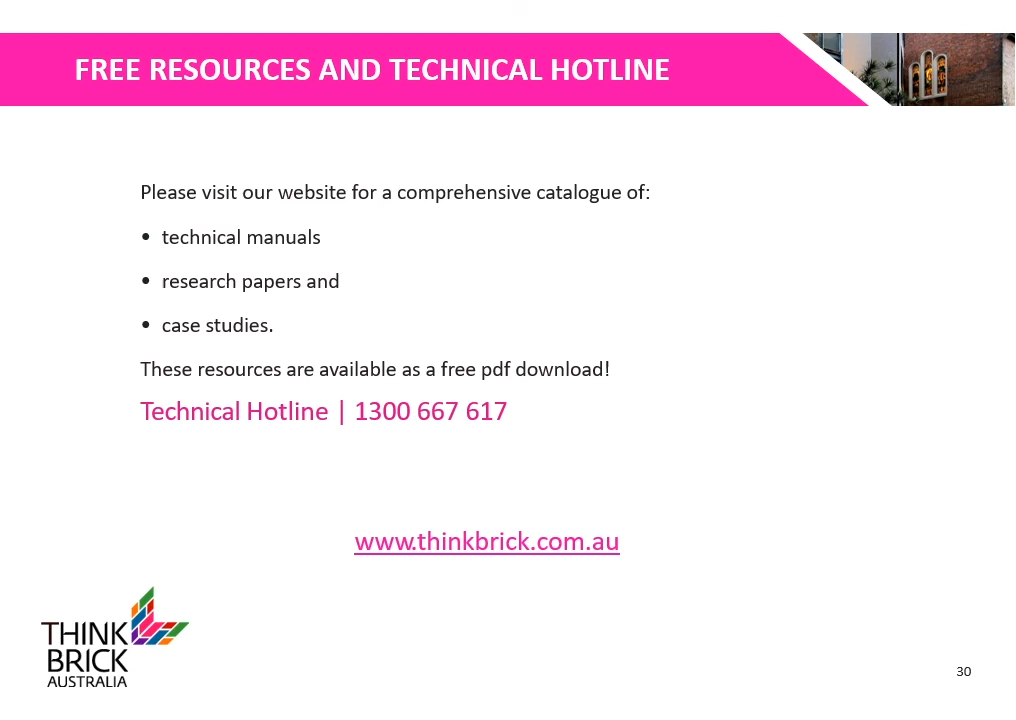 FREE RESOURCES AND TECHNICAL HOTLINE
Please visit our website for a comprehensive catalogue of:
• technical manuals
• research papers and
• case studies.
These resources are available as a free pdf download!
Technical Hotline | 1300 667 617
www.thinkbrick.com.au
THINK
BRICK
AUSTRALIA
30